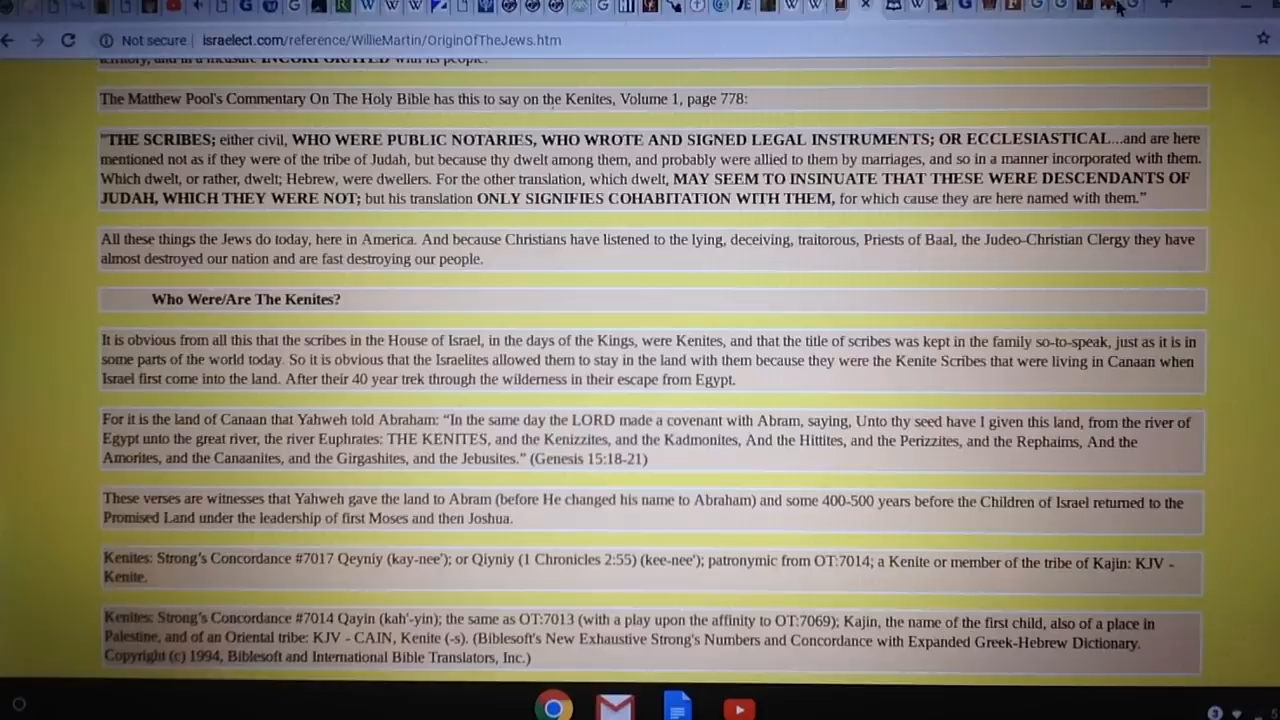 Not secure | israelect.com/reference/WillieMartin/OriginOfTheJews.htm
territory, and in a measure INCORPORATED with its people.
The Matthew Pool's Commentary On The Holy Bible has this to say on the Kenites, Volume 1, page 778:
"THE SCRIBES; either civil, WHO WERE PUBLIC NOTARIES, WHO WROTE AND SIGNED LEGAL INSTRUMENTS; OR ECCLESIASTICAL...and are here
mentioned not as if they were of the tribe of Judah, but because thy dwelt among them, and probably were allied to them by marriages, and so in a manner incorporated with them.
Which dwelt, or rather, dwelt; Hebrew, were dwellers. For the other translation, which dwelt, MAY SEEM TO INSINUATE THAT THESE WERE DESCENDANTS OF
JUDAH, WHICH THEY WERE NOT; but his translation ONLY SIGNIFIES COHABITATION WITH THEM, for which cause they are here named with them."
All these things the Jews do today, here in America. And because Christians have listened to the lying, deceiving, traitorous, Priests of Baal, the Judeo-Christian Clergy they have
almost destroyed our nation and are fast destroying our people.
Who Were/Are The Kenites?
It is obvious from all this that the scribes in the House of Israel, in the days of the Kings, were Kenites, and that the title of scribes was kept in the family so-to-speak, just as it is in
some parts of the world today. So it is obvious that the Israelites allowed them to stay in the land with them because they were the Kenite Scribes that were living in Canaan when
Israel first come into the land. After their 40 year trek through the wilderness in their escape from Egypt.
For it is the land of Canaan that Yahweh told Abraham: “In the same day the LORD made a covenant with Abram, saying, Unto thy seed have I given this land, from the river of
Egypt unto the great river, the river Euphrates: THE KENITES, and the Kenizzites, and the Kadmonites, And the Hittites, and the Perizzites, and the Rephaims, And the
Amorites, and the Canaanites, and the Girgashites, and the Jebusites.” (Genesis 15:18-21)
These verses are witnesses that Yahweh gave the land to Abram (before He changed his name to Abraham) and some 400-500 years before the Children of Israel returned to the
Promised Land under the leadership of first Moses and then Joshua.
Kenites: Strong's Concordance #7017 Qeyniy (kay-nee'); or Qiyniy (1 Chronicles 2:55) (kee-nee'); patronymic from OT:7014; a Kenite or member of the tribe of Kajin: KJV -
Kenite.
Kenites: Strong's Concordance #7014 Qayin (kah'-yin); the same as OT:7013 (with a play upon the affinity to OT:7069); Kajin, the name of the first child, also of a place in
Palestine, and of an Oriental tribe: KJV - CAIN, Kenite (-s). (Biblesoft's New Exhaustive Strong's Numbers and Concordance with Expanded Greek-Hebrew Dictionary.
Copyright (c) 1994, Biblesoft and International Bible Translators, Inc.)